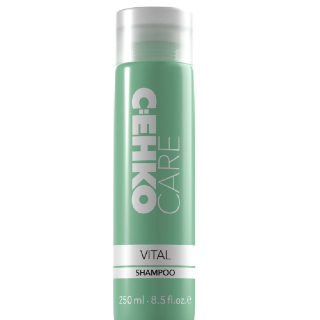 C:EHKO
CARE
VITAL
SHAMPOO
250 ml - 8.5 fl.oz. e